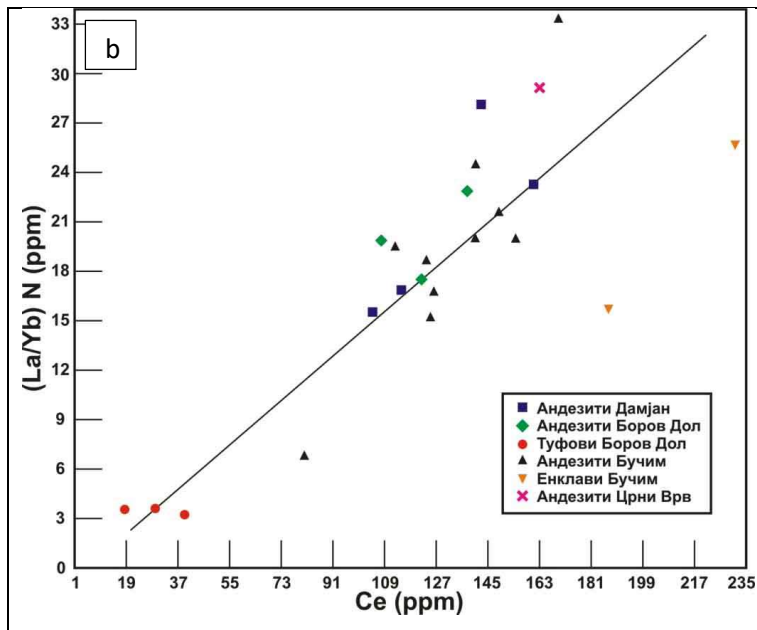 b
33
30
27
24
21
18
15
12
9
6
3
0
(La/Yb) N (ppm)
Андезити Дамјан
Андезити Боров Дол
Туфови Боров Дол
Андезити Бучим
Енклави Бучим
Андезити Црни Врв
1 19 37 55 73 91 109 127 145 163 181 199 217 235
Ce (ppm)